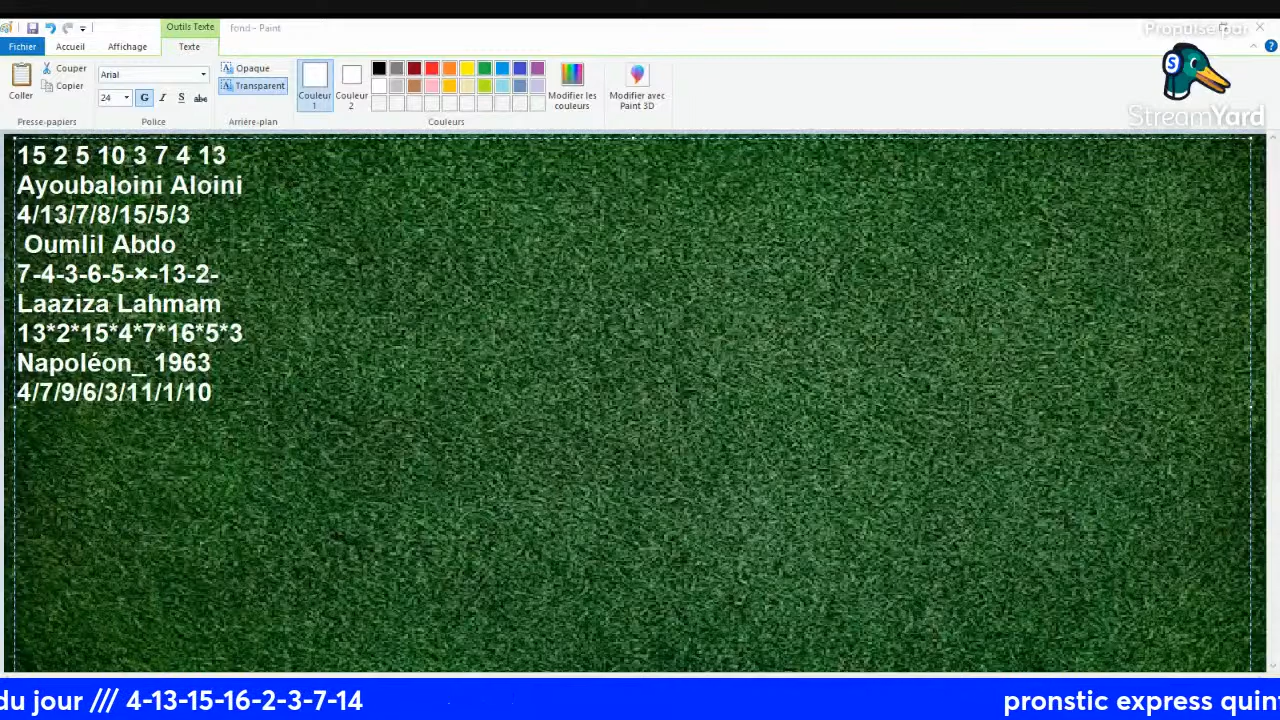 Outils Texte
fond - Paint
Propulsé par
Fichier
Accueil
Affichage
Texte
Coller
Couper
Copier
Presse-papiers
Arial
24
G I S abc
Police
Opaque
Transparent
Arrière-plan
Couleur 1
Couleur 2
Modifier les couleurs
Couleurs
Modifier avec Paint 3D
S
StreamYard
15 2 5 10 3 7 4 13
Ayoubaloini Aloini
4/13/7/8/15/5/3
Oumlil Abdo
7-4-3-6-5-×-13-2-
Laaziza Lahmam
13*2*15*4*7*16*5*3
Napoléon_ 1963
4/7/9/6/3/11/1/10
du jour /// 4-13-15-16-2-3-7-14
pronstic express quin